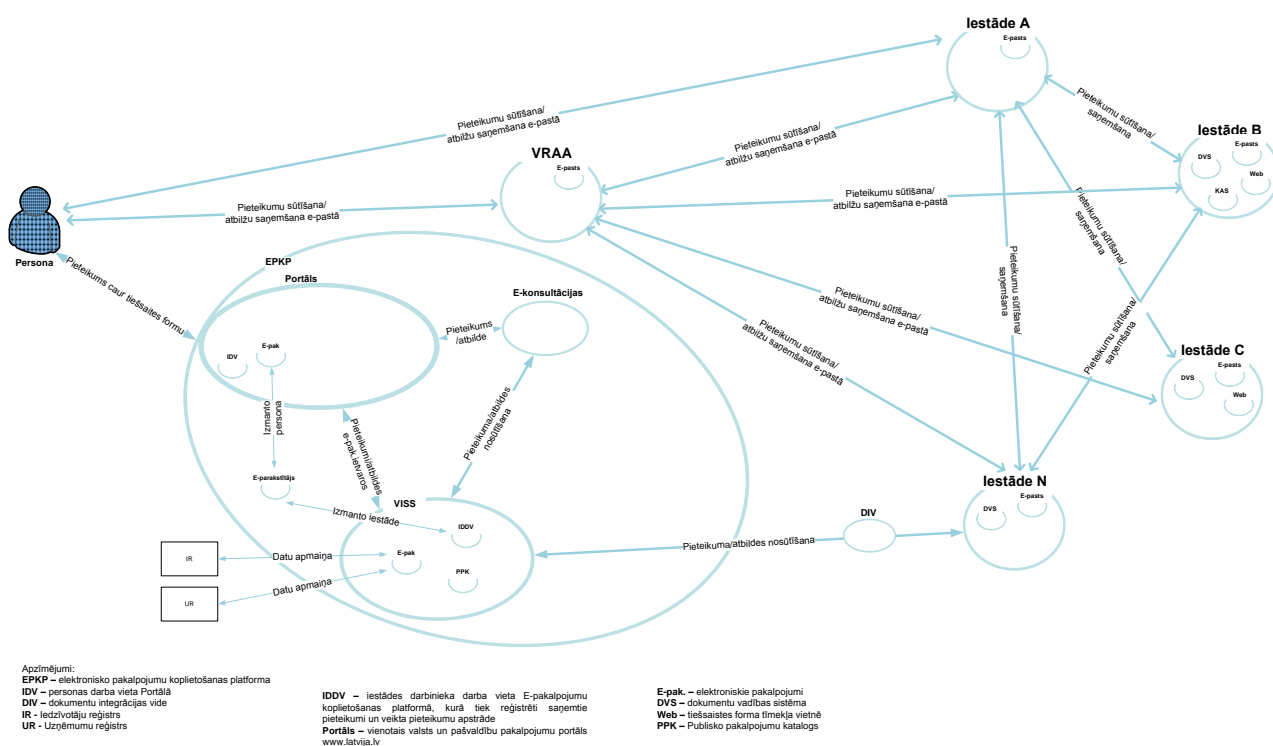 Iestāde A
E-pasts
Pieteikumu sūtīšana/
atbilžu saņemšana e-pastā
Pieteikumu sūtīšana/
saņemšana
Iestāde B
E-pasts
DVS
Web
KAS
VRAA
E-pasts
Pieteikumu sūtīšana/
atbilžu saņemšana e-pastā
Pieteikumu sūtīšana/
atbilžu saņemšana e-pastā
Pieteikumu sūtīšana/
atbilžu saņemšana e-pastā
Persona
Pieteikums caur tiešsaites formu
EPKP
Portāls
IDV
E-pak
E-konsultācijas
Pieteikums
/atbilde
Pieteikumu sūtīšana/
atbilžu saņemšana e-pastā
Pieteikumu sūtīšana/
atbilžu saņemšana e-pastā
Pieteikumu sūtīšana/
saņemšana
Pieteikumu sūtīšana/
saņemšana
Pieteikumu sūtīšana/
saņemšana
Iestāde C
E-pasts
DVS
Web
Izmanto
persona
Pieteikumi/atbildes
e-pak.ietvaros
Pieteikuma/atbildes
nosūtīšana
E-parakstītājs
Izmanto iestāde
VISS
IDDV
E-pak
PPK
Iestāde N
E-pasts
DVS
DIV
Pieteikuma/atbildes nosūtīšana
IR
Datu apmaiņa
UR
Datu apmaiņa
Apzīmējumi:
EPKP – elektronisko pakalpojumu koplietošanas platforma
IDV – personas darba vieta Portālā
DIV – dokumentu integrācijas vide
IR - Iedzīvotāju reģistrs
UR - Uzņēmumu reģistrs
IDDV – iestādes darbinieka darba vieta E-pakalpojumu
koplietošanas platformā, kurā tiek reģistrēti saņemtie
pieteikumi un veikta pieteikumu apstrāde
Portāls – vienotais valsts un pašvaldību pakalpojumu portāls
www.latvija.lv
E-pak. – elektroniskie pakalpojumi
DVS – dokumentu vadības sistēma
Web – tiešsaistes forma tīmekļa vietnē
PPK – Publisko pakalpojumu katalogs